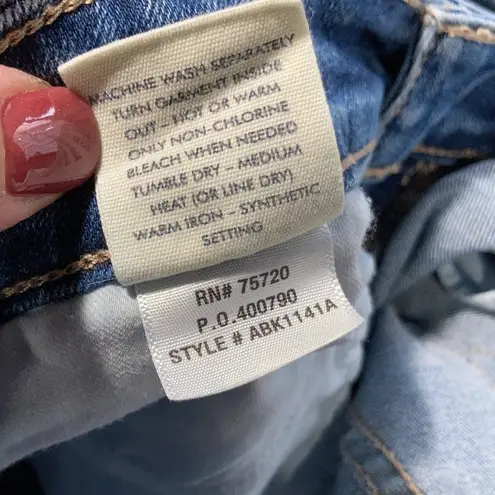 MACHINE WASH SEPARATELY
TURN GARMENT INSIDE
OUT - HOT OR WARM
ONLY NON-CHLORINE
BLEACH WHEN NEEDED
TUMBLE DRY - MEDIUM
HEAT (OR LINE DRY)
WARM IRON - SYNTHETIC
SETTING
RN# 75720
P.O.400790
STYLE # ABK1141A